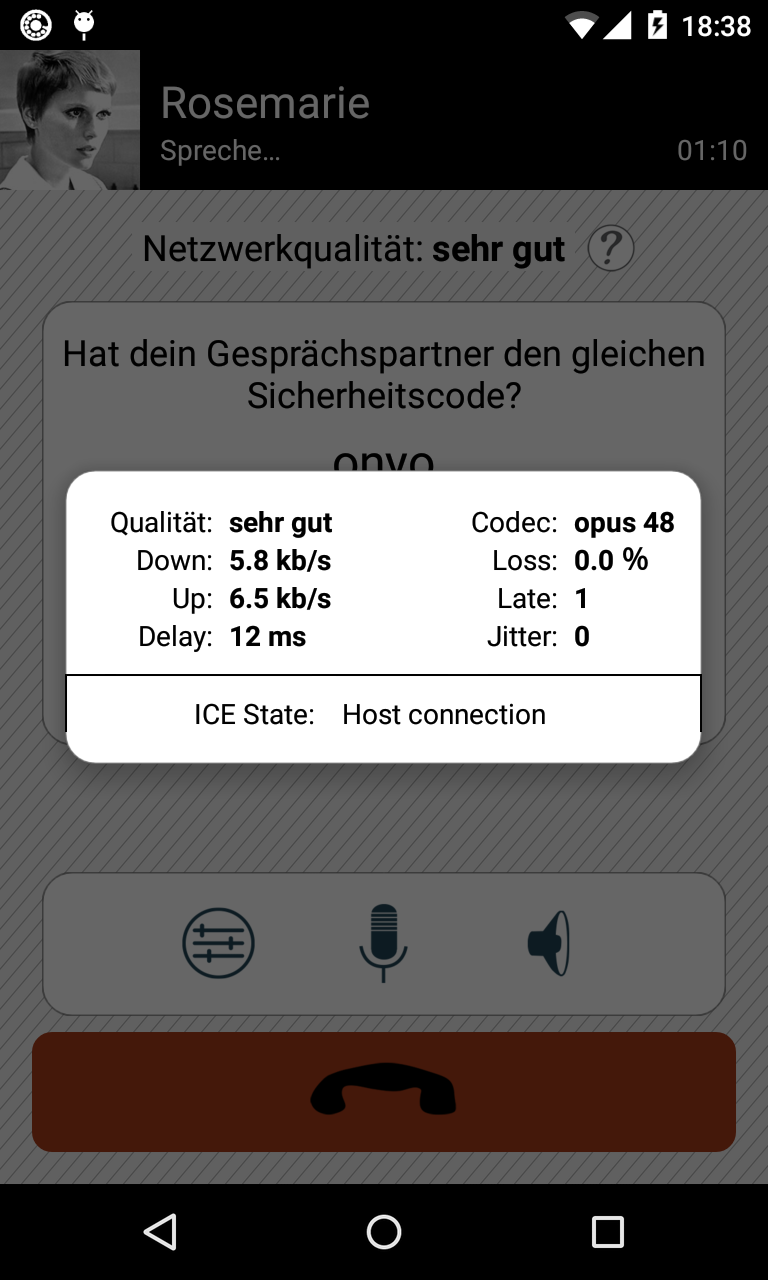 18:38
Rosemarie
Spreche...
01:10
Netzwerkqualität: sehr gut ?
Hat dein Gesprächspartner den gleichen
Sicherheitscode?
onvo
Qualität: sehr gut Codec: opus 48
Down: 5.8 kb/s Loss: 0.0 %
Up: 6.5 kb/s Late: 1
Delay: 12 ms Jitter: 0
ICE State: Host connection